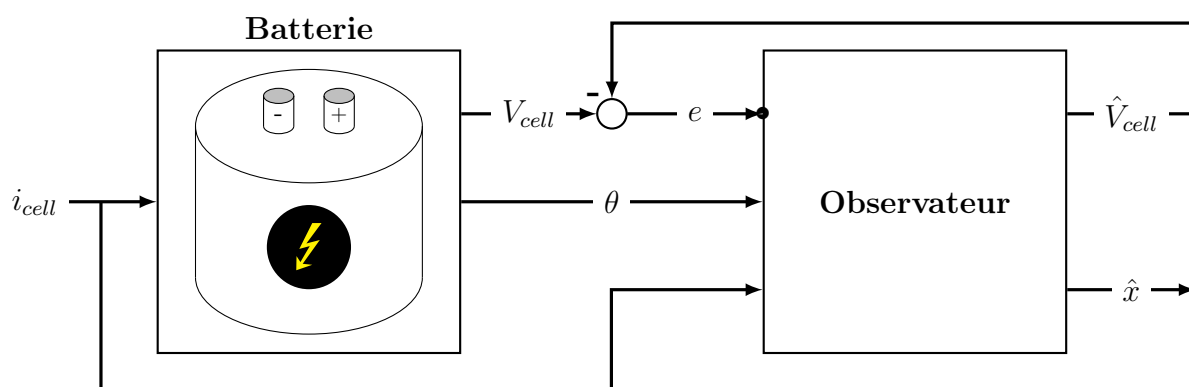 Batterie
- +
i_cell
V_cell
-
e
θ
Observateur
V̂_cell
x̂